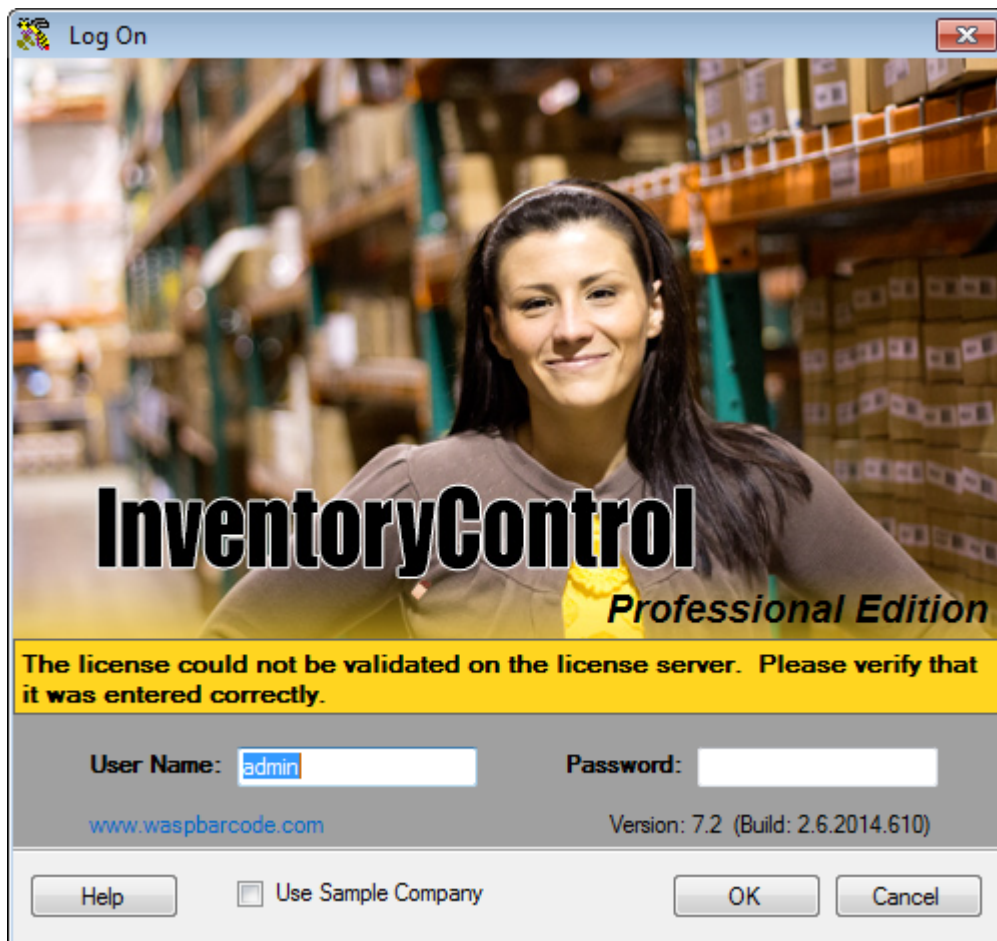 Log On
InventoryControl
Professional Edition
The license could not be validated on the license server.  Please verify that
it was entered correctly.
User Name: admin Password:
www.waspbarcode.com Version: 7.2 (Build: 2.6.2014.610)
Help Use Sample Company OK Cancel